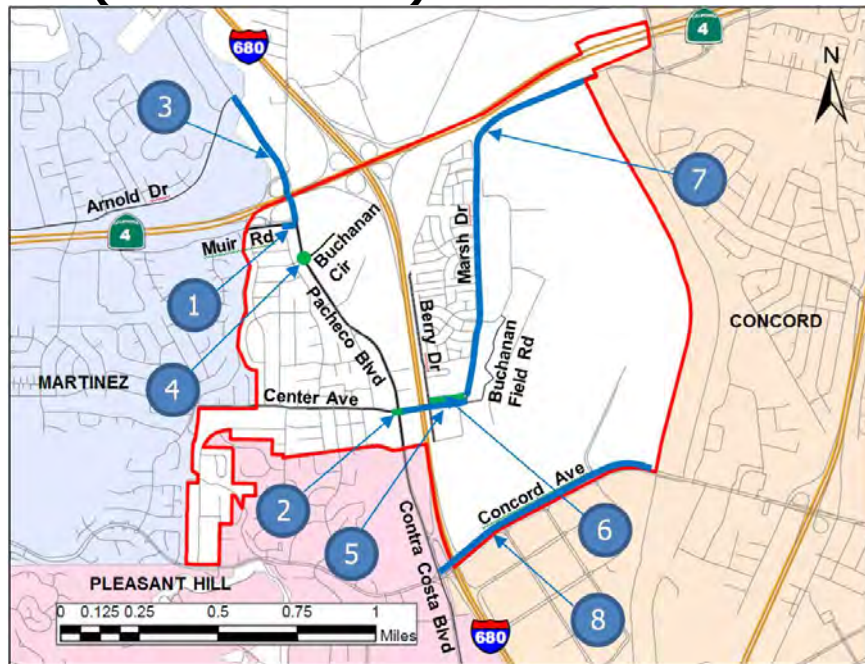 680
4
N
3
7
Arnold Dr
4
Muir Rd
Buchanan
Cir
Marsh Dr
1
Pacheco Blvd
Berry Dr
Buchanan
Field Rd
CONCORD
4
MARTINEZ
Center Ave
Concord Ave
2
5
6
Contra Costa Blvd
8
PLEASANT HILL
0 0.125 0.25 0.5 0.75 1
Miles
680